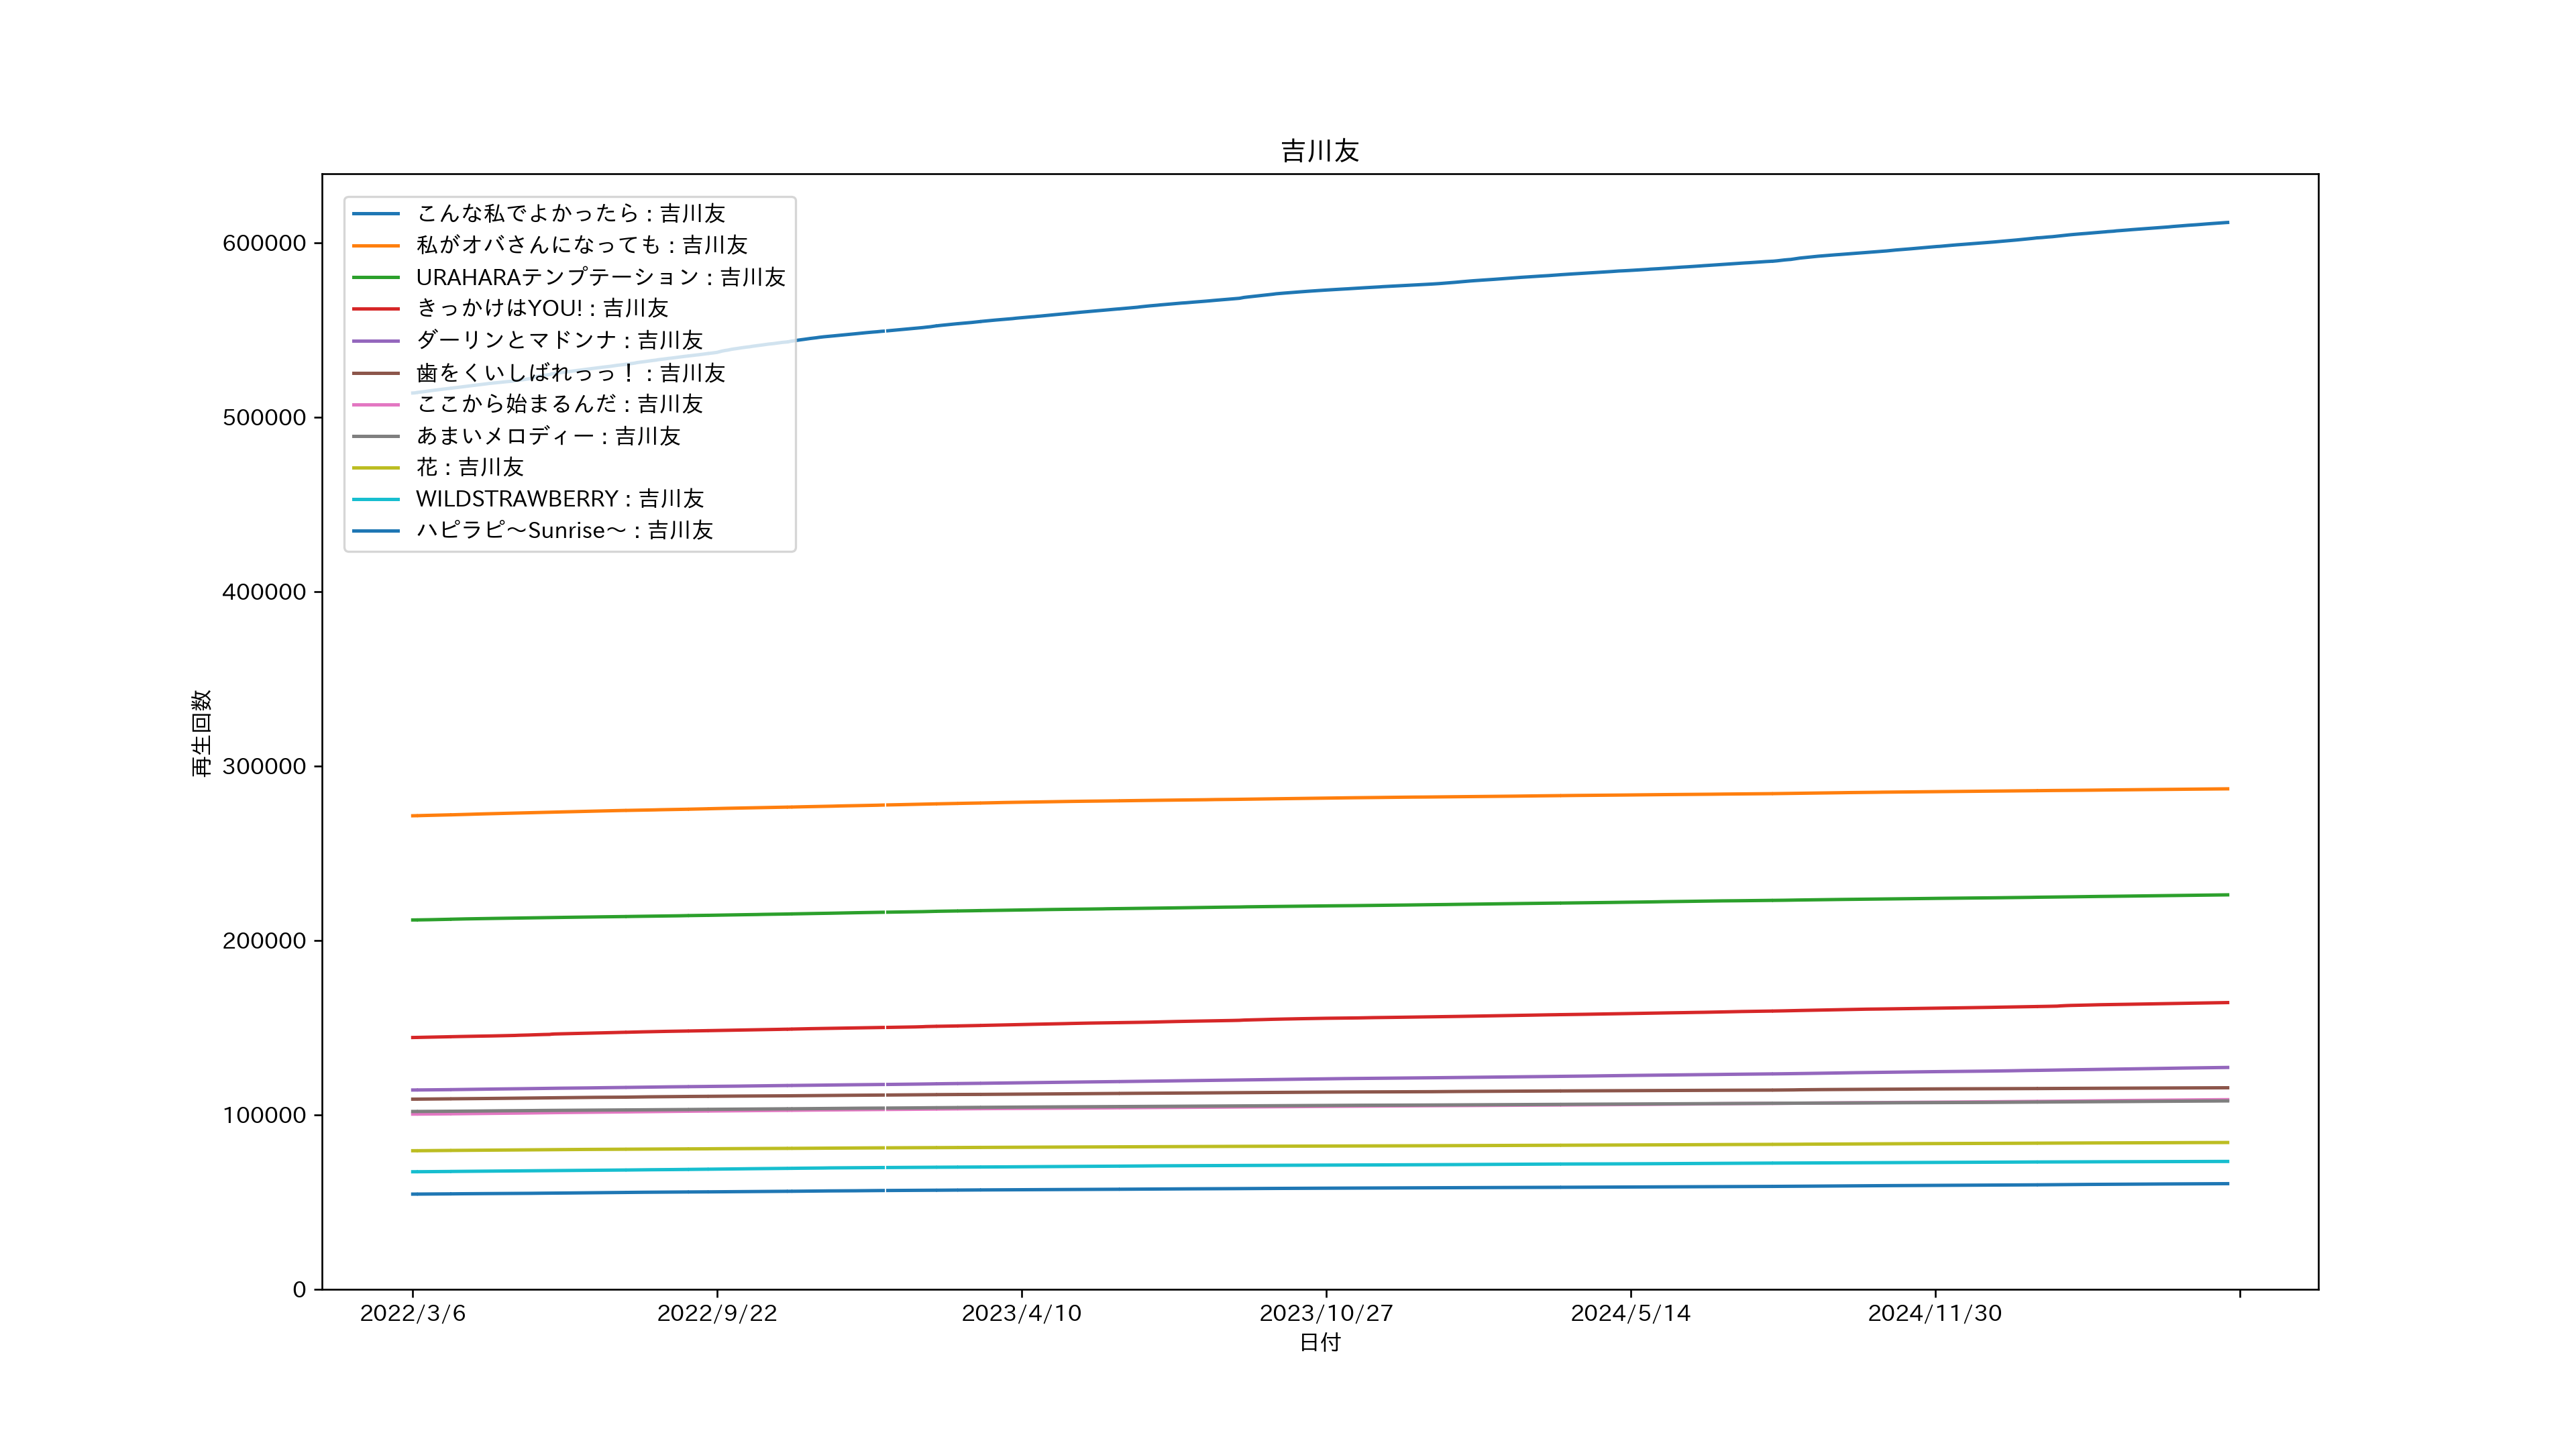 吉川友
こんな私でよかったら : 吉川友
私がオバさんになっても : 吉川友
URAHARAテンプテーション : 吉川友
きっかけはYOU! : 吉川友
ダーリンとマドンナ : 吉川友
歯をくいしばれっっ! : 吉川友
ここから始まるんだ : 吉川友
あまいメロディー : 吉川友
花 : 吉川友
WILDSTRAWBERRY : 吉川友
ハピラピ〜Sunrise〜 : 吉川友
600000
500000
400000
300000
200000
100000
0
再生回数
2022/3/6
2022/9/22
2023/4/10
2023/10/27
2024/5/14
2024/11/30
日付